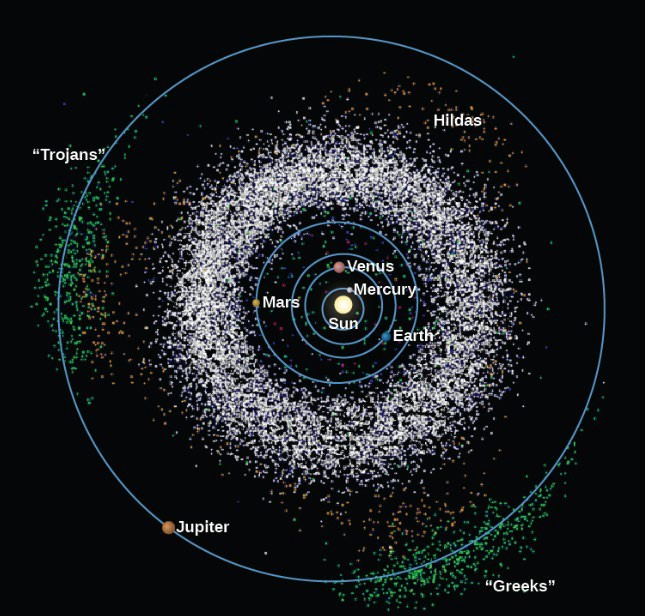 Hildas
“Trojans”
Venus
Mercury
Mars
Sun
Earth
Jupiter
“Greeks”